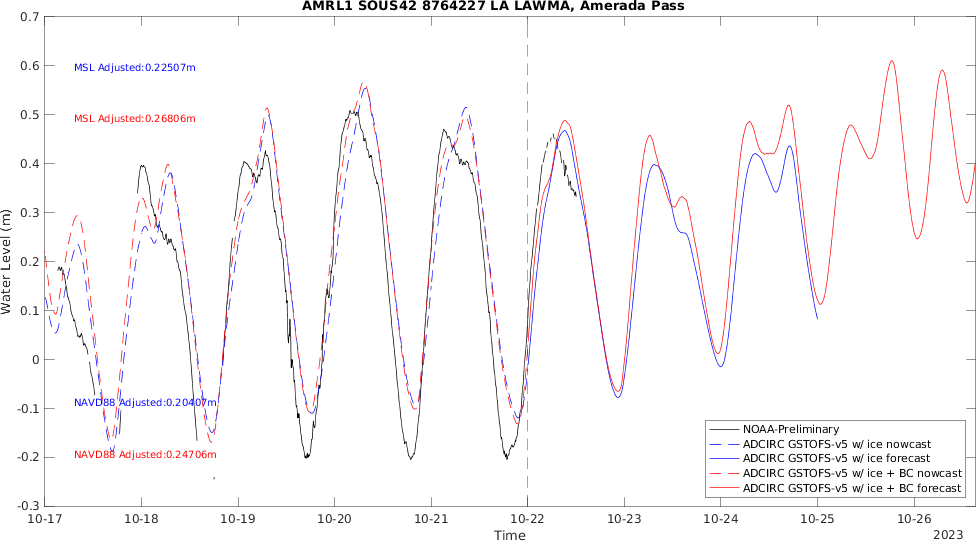 AMRL1 SOUS42 8764227 LA LAWMA, Amerada Pass
0.7
0.6
0.5
0.4
0.3
0.2
0.1
0
-0.1
-0.2
-0.3
Water Level (m)
MSL Adjusted:0.22507m
MSL Adjusted:0.26806m
NAVD88 Adjusted:0.20407m
NAVD88 Adjusted:0.24706m
NOAA-Preliminary
ADCIRC GSTOFS-v5 w/ ice nowcast
ADCIRC GSTOFS-v5 w/ ice forecast
ADCIRC GSTOFS-v5 w/ ice + BC nowcast
ADCIRC GSTOFS-v5 w/ ice + BC forecast
10-17 10-18 10-19 10-20 10-21 10-22 10-23 10-24 10-25 10-26
Time
2023